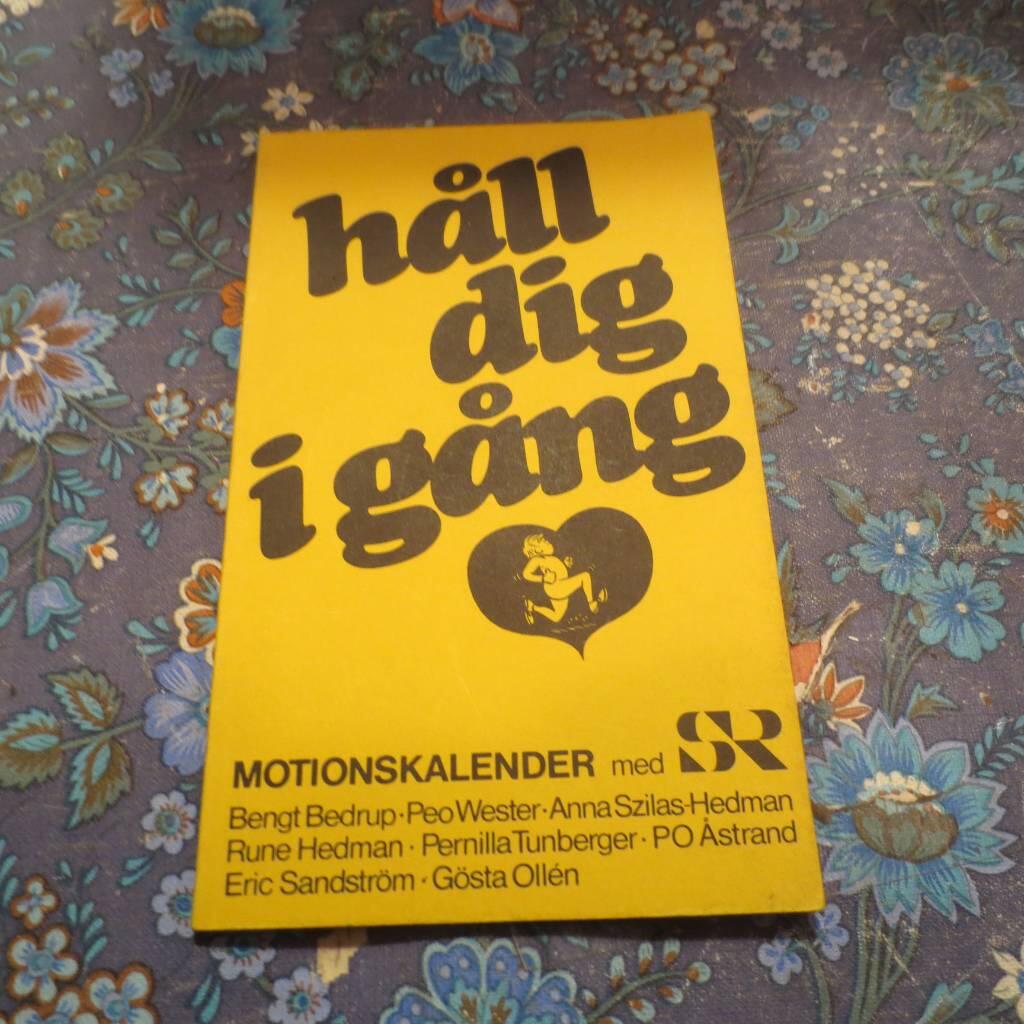 håll
dig
i gång
MOTIONSKALENDER med SR
Bengt Bedrup·Peo Wester·Anna Szilas-Hedman
Rune Hedman · Pernilla Tunberger · PO Åstrand
Eric Sandström · Gösta Ollén